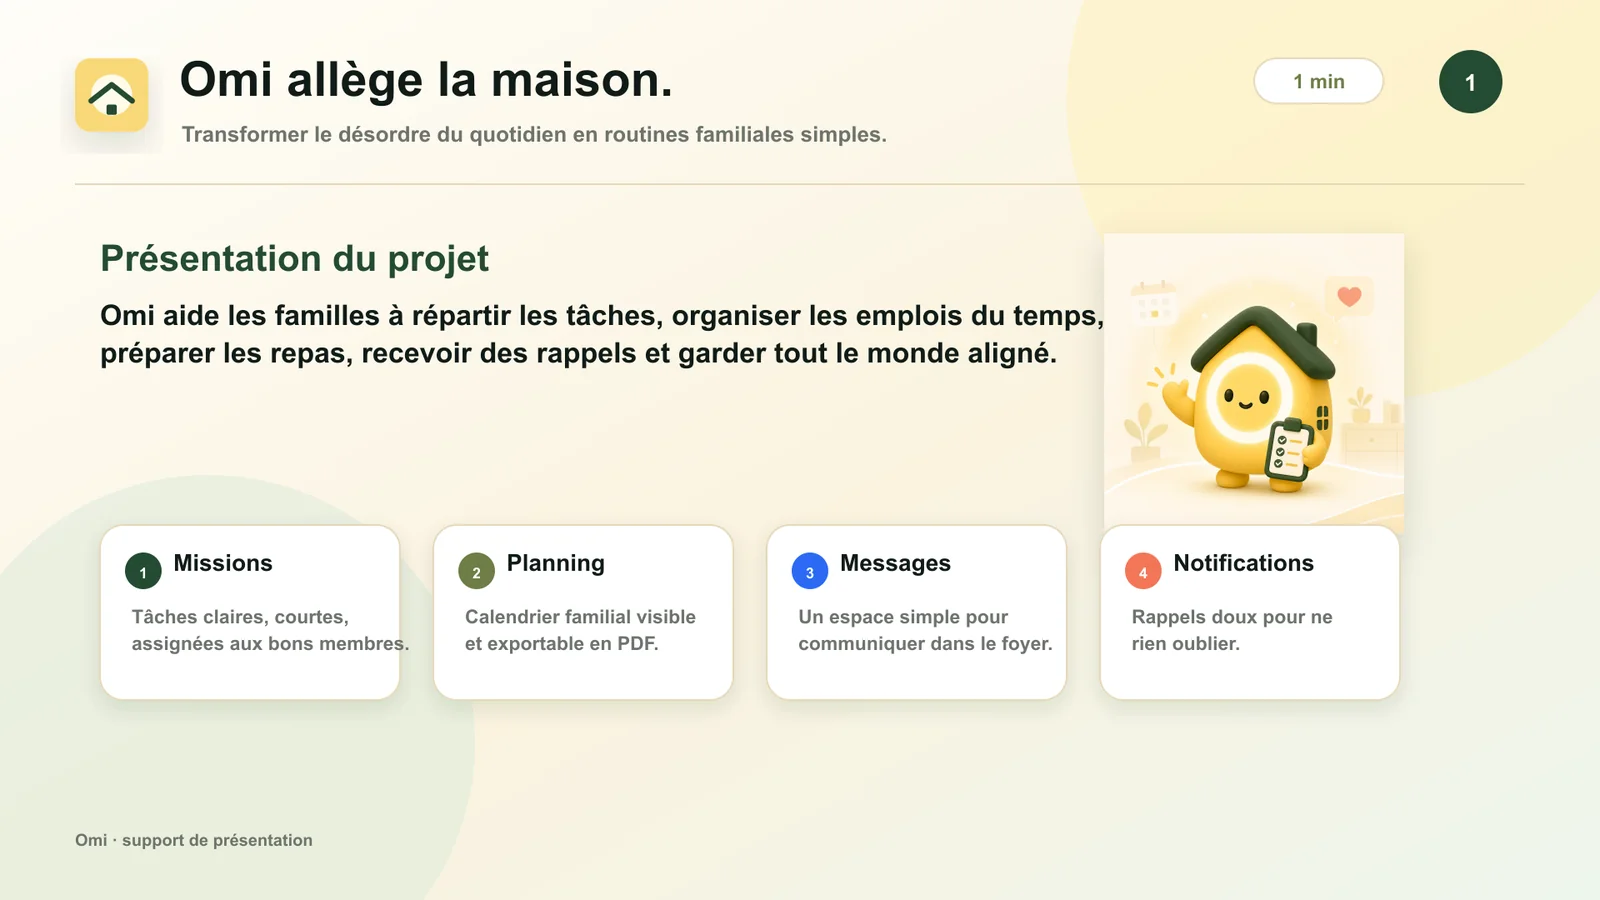 Omi allège la maison.
Transformer le désordre du quotidien en routines familiales simples.
1 min
1
Présentation du projet
Omi aide les familles à répartir les tâches, organiser les emplois du temps,
préparer les repas, recevoir des rappels et garder tout le monde aligné.
1
Missions
Tâches claires, courtes,
assignées aux bons membres.
2
Planning
Calendrier familial visible
et exportable en PDF.
3
Messages
Un espace simple pour
communiquer dans le foyer.
4
Notifications
Rappels doux pour ne
rien oublier.
Omi · support de présentation